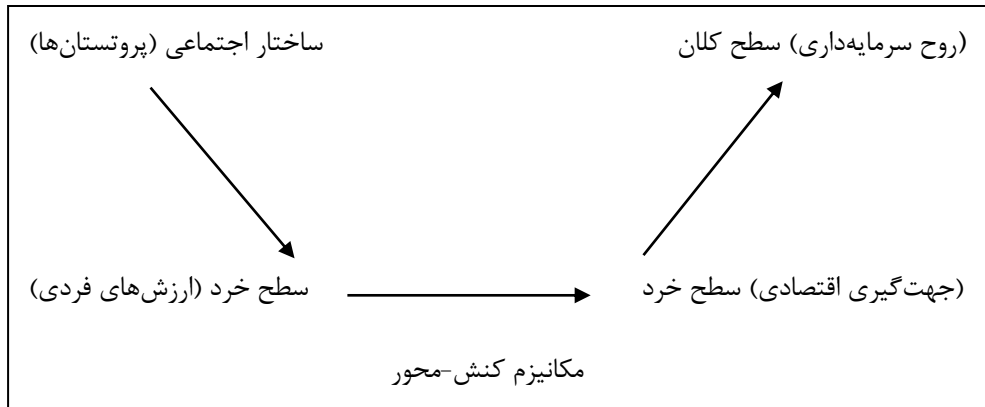 ساختار اجتماعی (پروتستان‌ها)
(روح سرمایه‌داری) سطح کلان
سطح خرد (ارزش‌های فردی)
(جهت‌گیری اقتصادی) سطح خرد
مکانیزم کنش-محور